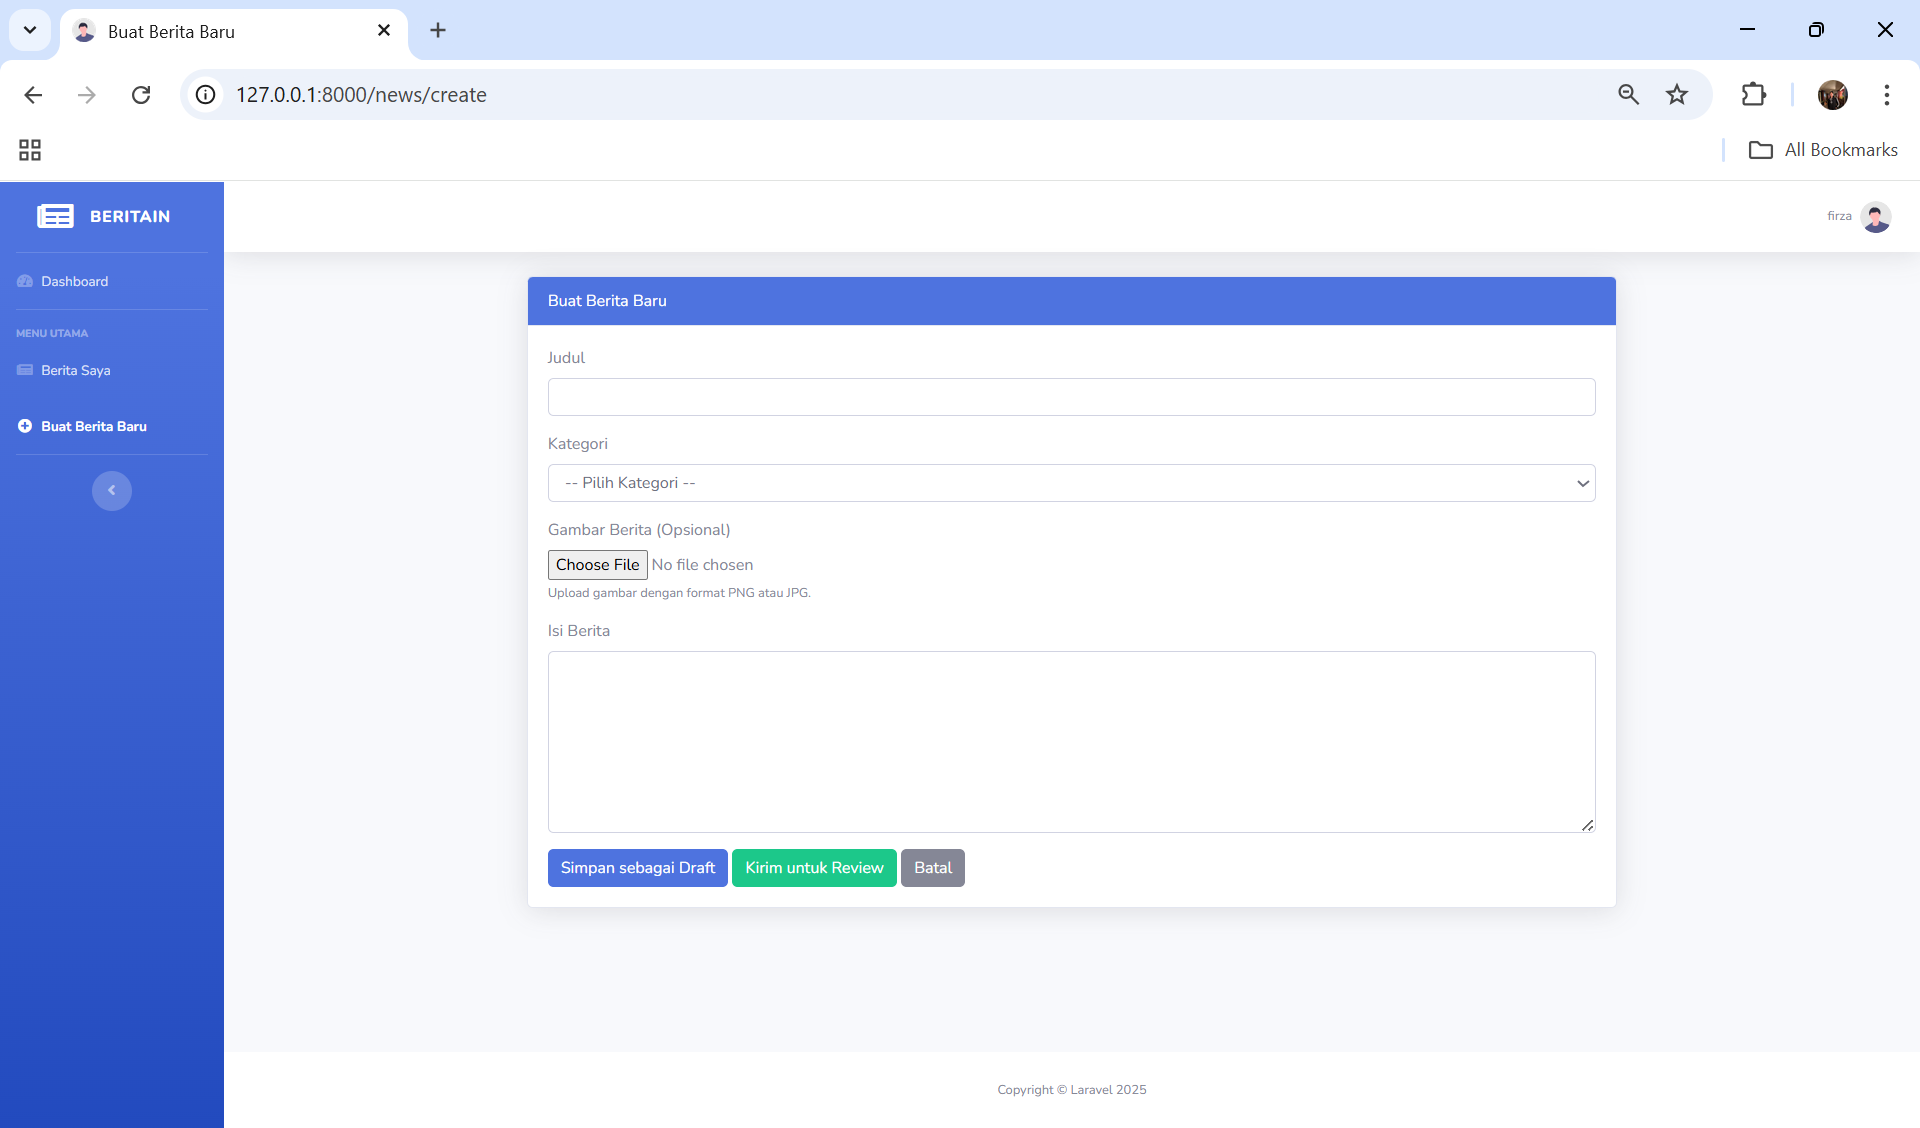 Buat Berita Baru
127.0.0.1:8000/news/create
All Bookmarks
BERITAIN
firza
Dashboard
MENU UTAMA
Berita Saya
Buat Berita Baru
Buat Berita Baru
Judul
Kategori
-- Pilih Kategori --
Gambar Berita (Opsional)
Choose File No file chosen
Upload gambar dengan format PNG atau JPG.
Isi Berita
Simpan sebagai Draft Kirim untuk Review Batal
Copyright © Laravel 2025